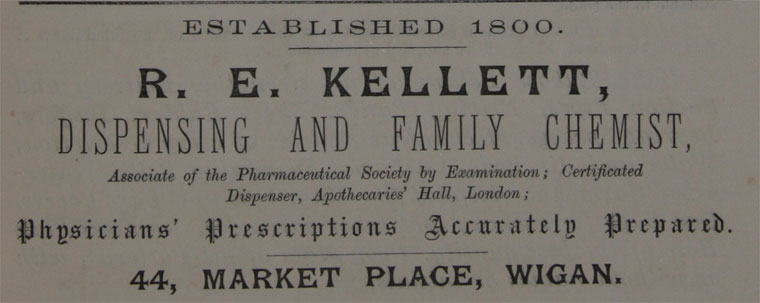 ESTABLISHED 1800.
R. E. KELLETT,
DISPENSING AND FAMILY CHEMIST,
Associate of the Pharmaceutical Society by Examination; Certificated
Dispenser, Apothecaries' Hall, London;
Physicians' Prescriptions Accurately Prepared.
44, MARKET PLACE, WIGAN.